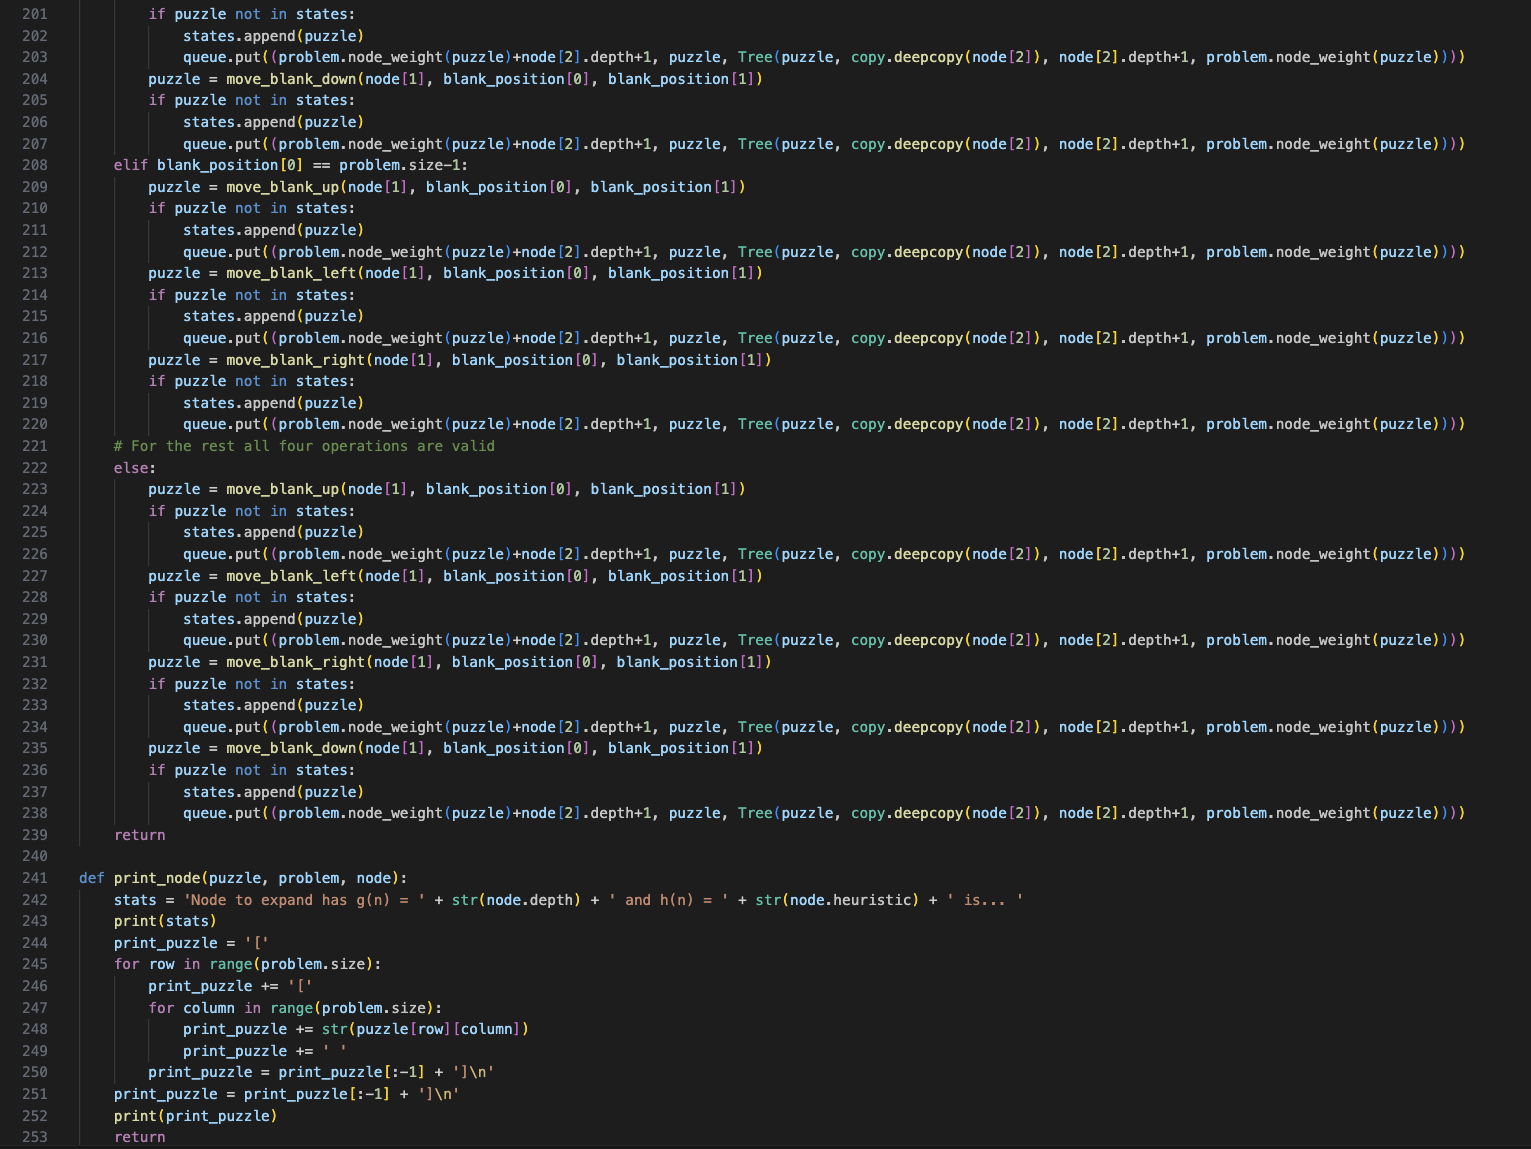 201 if puzzle not in states:
202 states.append(puzzle)
203 queue.put((problem.node_weight(puzzle)+node[2].depth+1, puzzle, Tree(puzzle, copy.deepcopy(node[2]), node[2].depth+1, problem.node_weight(puzzle))))
204 puzzle = move_blank_down(node[1], blank_position[0], blank_position[1])
205 if puzzle not in states:
206 states.append(puzzle)
207 queue.put((problem.node_weight(puzzle)+node[2].depth+1, puzzle, Tree(puzzle, copy.deepcopy(node[2]), node[2].depth+1, problem.node_weight(puzzle))))
208 elif blank_position[0] == problem.size-1:
209 puzzle = move_blank_up(node[1], blank_position[0], blank_position[1])
210 if puzzle not in states:
211 states.append(puzzle)
212 queue.put((problem.node_weight(puzzle)+node[2].depth+1, puzzle, Tree(puzzle, copy.deepcopy(node[2]), node[2].depth+1, problem.node_weight(puzzle))))
213 puzzle = move_blank_left(node[1], blank_position[0], blank_position[1])
214 if puzzle not in states:
215 states.append(puzzle)
216 queue.put((problem.node_weight(puzzle)+node[2].depth+1, puzzle, Tree(puzzle, copy.deepcopy(node[2]), node[2].depth+1, problem.node_weight(puzzle))))
217 puzzle = move_blank_right(node[1], blank_position[0], blank_position[1])
218 if puzzle not in states:
219 states.append(puzzle)
220 queue.put((problem.node_weight(puzzle)+node[2].depth+1, puzzle, Tree(puzzle, copy.deepcopy(node[2]), node[2].depth+1, problem.node_weight(puzzle))))
221 # For the rest all four operations are valid
222 else:
223 puzzle = move_blank_up(node[1], blank_position[0], blank_position[1])
224 if puzzle not in states:
225 states.append(puzzle)
226 queue.put((problem.node_weight(puzzle)+node[2].depth+1, puzzle, Tree(puzzle, copy.deepcopy(node[2]), node[2].depth+1, problem.node_weight(puzzle))))
227 puzzle = move_blank_left(node[1], blank_position[0], blank_position[1])
228 if puzzle not in states:
229 states.append(puzzle)
230 queue.put((problem.node_weight(puzzle)+node[2].depth+1, puzzle, Tree(puzzle, copy.deepcopy(node[2]), node[2].depth+1, problem.node_weight(puzzle))))
231 puzzle = move_blank_right(node[1], blank_position[0], blank_position[1])
232 if puzzle not in states:
233 states.append(puzzle)
234 queue.put((problem.node_weight(puzzle)+node[2].depth+1, puzzle, Tree(puzzle, copy.deepcopy(node[2]), node[2].depth+1, problem.node_weight(puzzle))))
235 puzzle = move_blank_down(node[1], blank_position[0], blank_position[1])
236 if puzzle not in states:
237 states.append(puzzle)
238 queue.put((problem.node_weight(puzzle)+node[2].depth+1, puzzle, Tree(puzzle, copy.deepcopy(node[2]), node[2].depth+1, problem.node_weight(puzzle))))
239 return
240
241 def print_node(puzzle, problem, node):
242 stats = 'Node to expand has g(n) = ' + str(node.depth) + ' and h(n) = ' + str(node.heuristic) + ' is... '
243 print(stats)
244 print_puzzle = '['
245 for row in range(problem.size):
246 print_puzzle += '['
247 for column in range(problem.size):
248 print_puzzle += str(puzzle[row][column])
249 print_puzzle += ' '
250 print_puzzle = print_puzzle[:-1] + ']\n'
251 print_puzzle = print_puzzle[:-1] + ']\n'
252 print(print_puzzle)
253 return